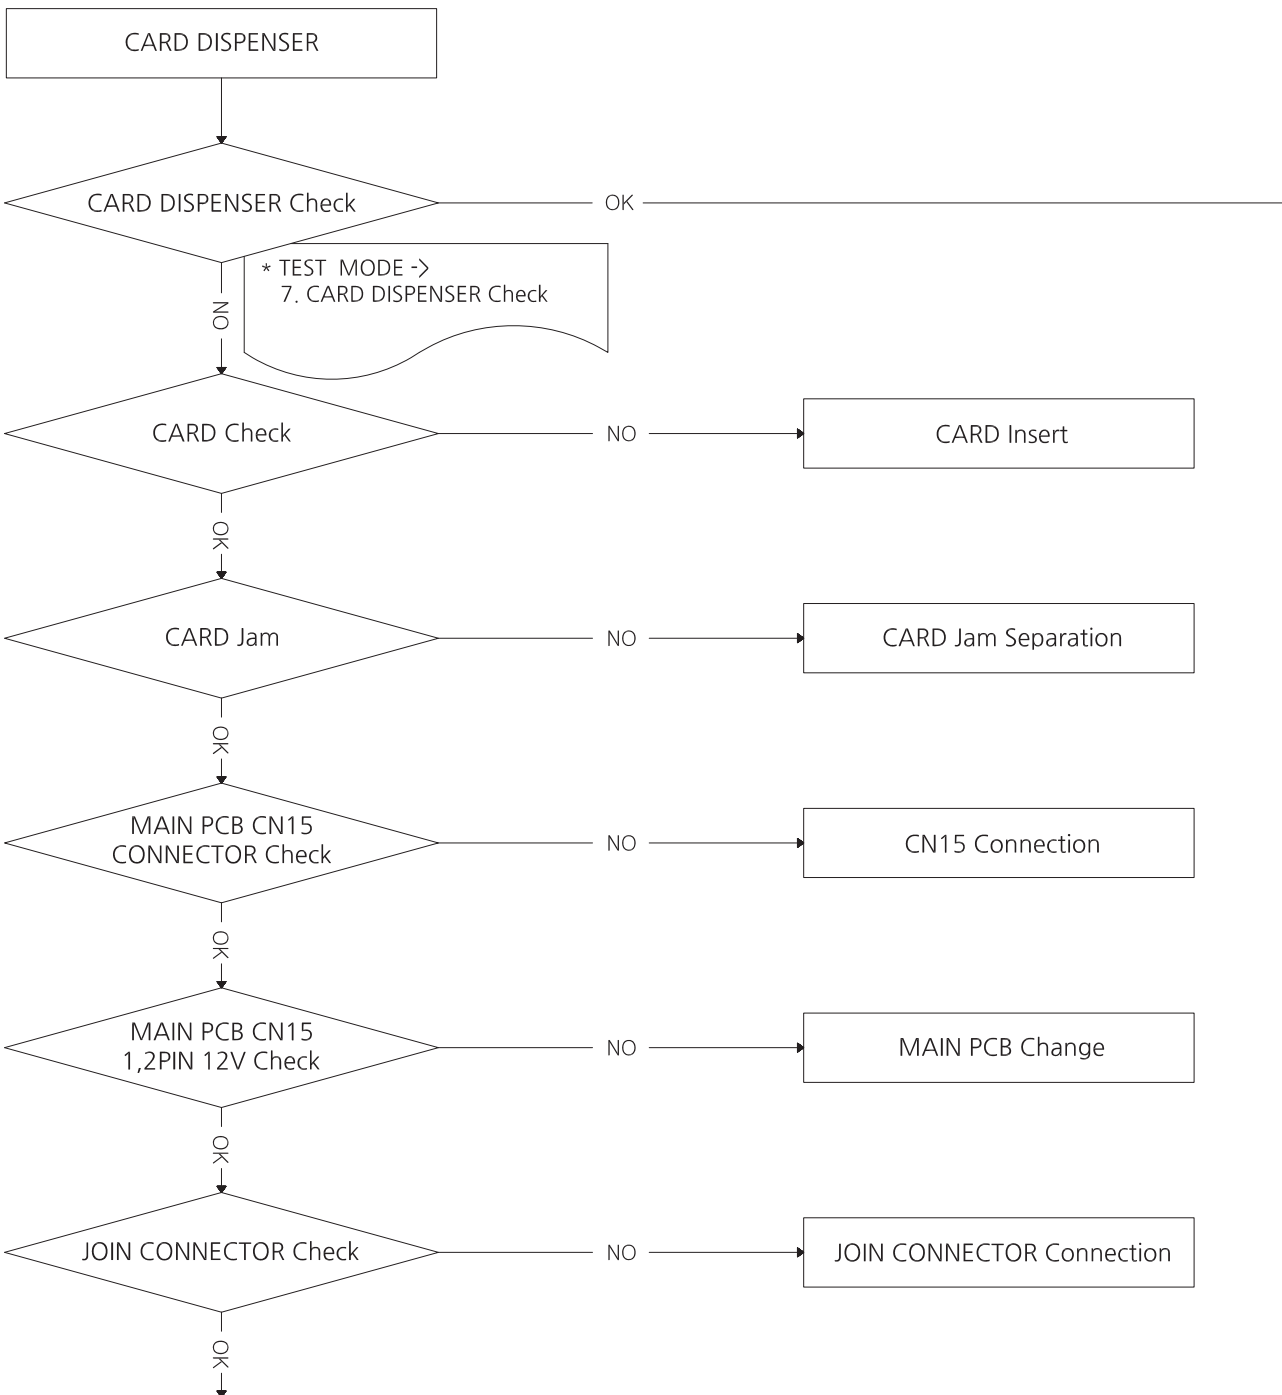 CARD DISPENSER
CARD DISPENSER Check
OK
* TEST MODE ->
7. CARD DISPENSER Check
NO
CARD Check
NO
CARD Insert
OK
CARD Jam
NO
CARD Jam Separation
OK
MAIN PCB CN15
CONNECTOR Check
NO
CN15 Connection
OK
MAIN PCB CN15
1,2PIN 12V Check
NO
MAIN PCB Change
OK
JOIN CONNECTOR Check
NO
JOIN CONNECTOR Connection
OK